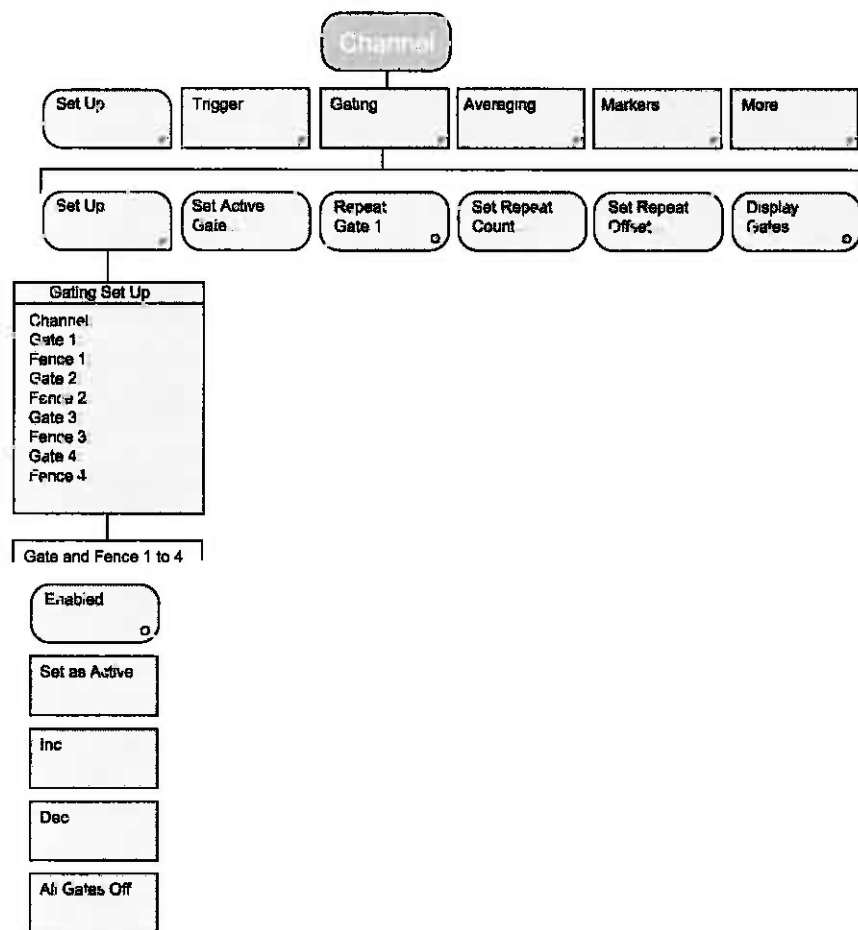 Channel
Set Up
Trigger
Gating
Averaging
Markers
More
Set Up
Set Active
Gate
Repeat
Gate 1
Set Repeat
Count
Set Repeat
Offset
Display
Gates
Gating Set Up
Channel
Gate 1
Fence 1
Gate 2
Fence 2
Gate 3
Fence 3
Gate 4
Fence 4
Gate and Fence 1 to 4
Enabled
Set as Active
Inc
Dec
All Gates Off